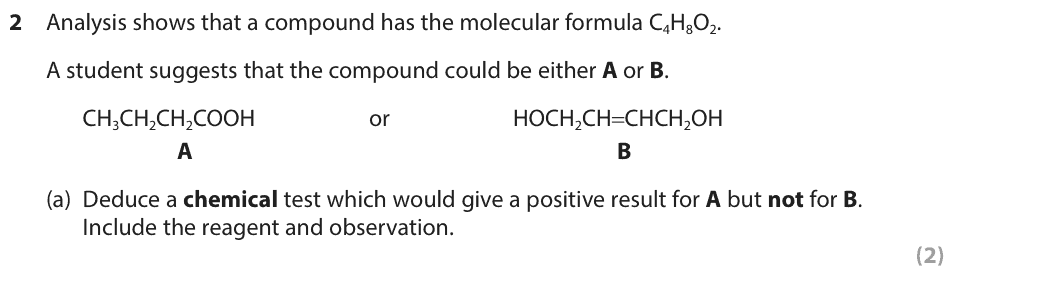 2 Analysis shows that a compound has the molecular formula C₄H₈O₂.
A student suggests that the compound could be either A or B.
CH₃CH₂CH₂COOH or HOCH₂CH=CHCH₂OH
A B
(a) Deduce a chemical test which would give a positive result for A but not for B.
Include the reagent and observation.
(2)